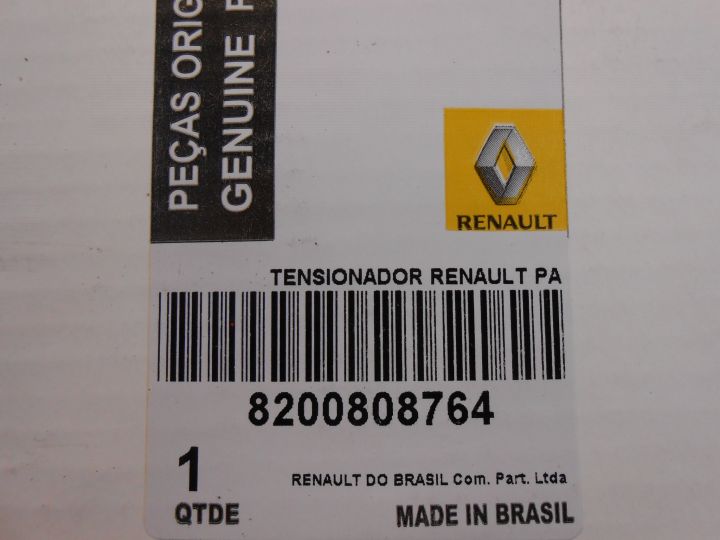 PEÇAS ORIG
GENUINE P
RENAULT
TENSIONADOR RENAULT PA
8200808764
1
QTDE
RENAULT DO BRASIL Com. Part. Ltda
MADE IN BRASIL